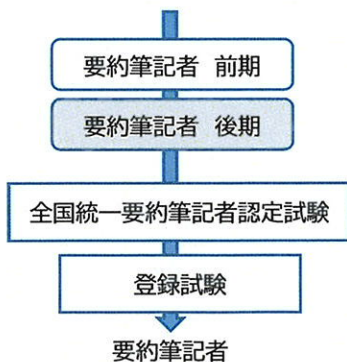 要約筆記者 前期
要約筆記者 後期
全国統一要約筆記者認定試験
登録試験
要約筆記者